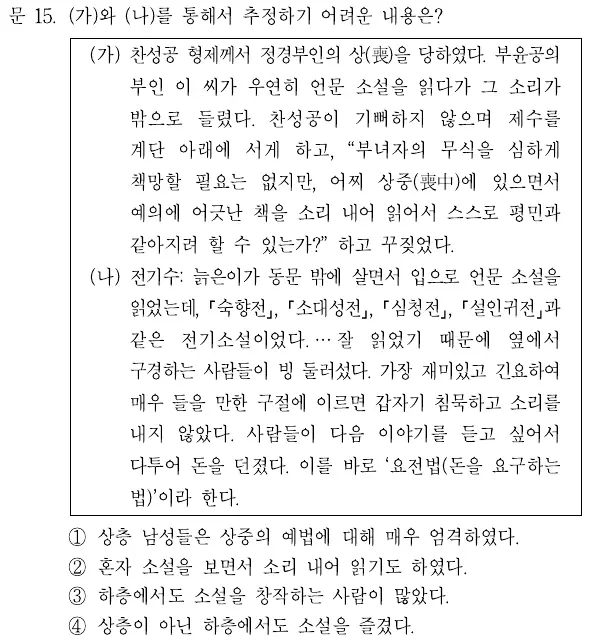 문 15. (가)와 (나)를 통해서 추정하기 어려운 내용은?
(가) 찬성공 형제께서 정경부인의 상(喪)을 당하였다. 부윤공의
부인 이 씨가 우연히 언문 소설을 읽다가 그 소리가
밖으로 들렸다. 찬성공이 기뻐하지 않으며 제수를
계단 아래에 서게 하고, “부녀자의 무식을 심하게
책망할 필요는 없지만, 어찌 상중(喪中)에 있으면서
예의에 어긋난 책을 소리 내어 읽어서 스스로 평민과
같아지려 할 수 있는가?” 하고 꾸짖었다.
(나) 전기수: 늙은이가 동문 밖에 살면서 입으로 언문 소설을
읽었는데, 「숙향전」, 「소대성전」, 「심청전」, 「설인귀전」과
같은 전기소설이었다. … 잘 읽었기 때문에 옆에서
구경하는 사람들이 빙 둘러섰다. 가장 재미있고 긴요하여
매우 들을 만한 구절에 이르면 갑자기 침묵하고 소리를
내지 않았다. 사람들이 다음 이야기를 듣고 싶어서
다투어 돈을 던졌다. 이를 바로 ‘요전법(돈을 요구하는
법)’이라 한다.
① 상층 남성들은 상중의 예법에 대해 매우 엄격하였다.
② 혼자 소설을 보면서 소리 내어 읽기도 하였다.
③ 하층에서도 소설을 창작하는 사람이 많았다.
④ 상층이 아닌 하층에서도 소설을 즐겼다.